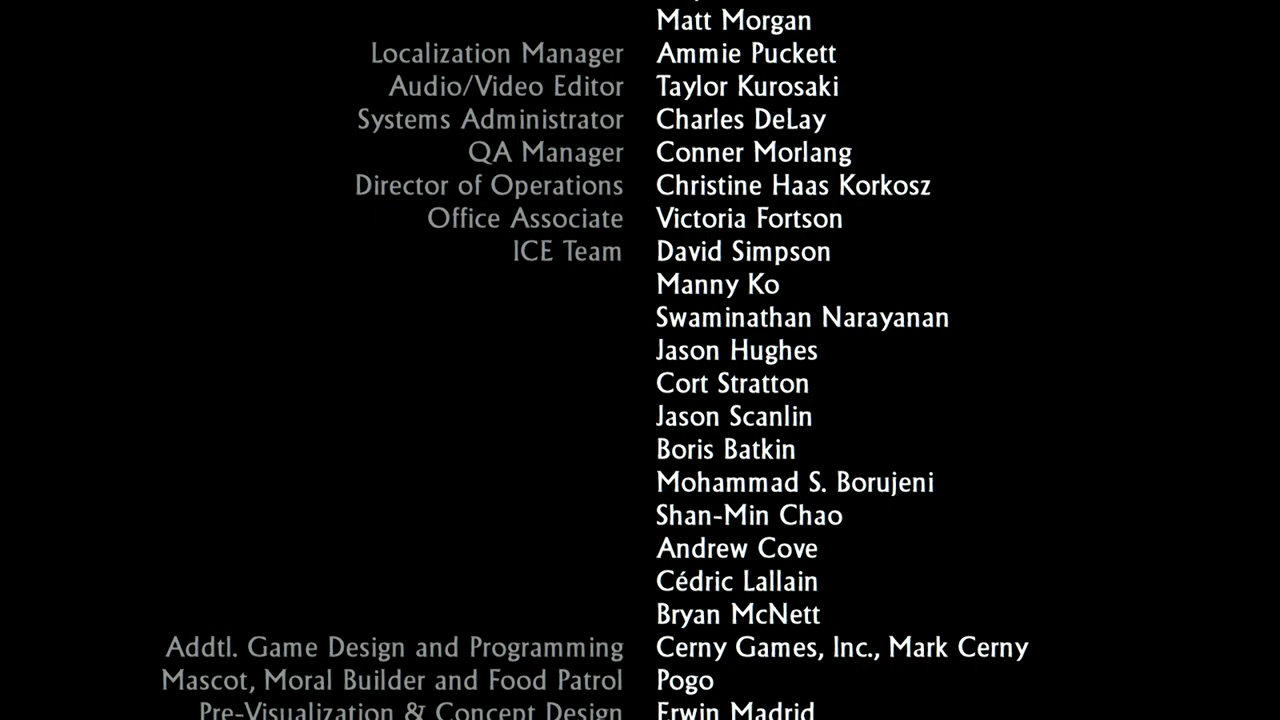 Matt Morgan
Localization Manager Ammie Puckett
Audio/Video Editor Taylor Kurosaki
Systems Administrator Charles DeLay
QA Manager Conner Morlang
Director of Operations Christine Haas Korkosz
Office Associate Victoria Fortson
ICE Team David Simpson
Manny Ko
Swaminathan Narayanan
Jason Hughes
Cort Stratton
Jason Scanlin
Boris Batkin
Mohammad S. Borujeni
Shan-Min Chao
Andrew Cove
Cédric Lallain
Bryan McNett
Addtl. Game Design and Programming Cerny Games, Inc., Mark Cerny
Mascot, Moral Builder and Food Patrol Pogo
Pre-Visualization & Concept Design Erwin Madrid